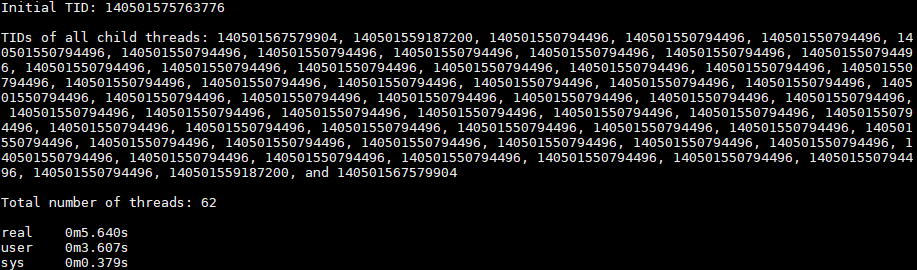 Initial TID: 140501575763776
TIDs of all child threads: 140501567579904, 140501559187200, 140501550794496, 140501550794496, 140501550794496, 14
0501550794496, 140501550794496, 140501550794496, 140501550794496, 140501550794496, 140501550794496, 14050155079449
6, 140501550794496, 140501550794496, 140501550794496, 140501550794496, 140501550794496, 140501550794496, 140501550
794496, 140501550794496, 140501550794496, 140501550794496, 140501550794496, 140501550794496, 140501550794496, 1405
01550794496, 140501550794496, 140501550794496, 140501550794496, 140501550794496, 140501550794496, 140501550794496,
 140501550794496, 140501550794496, 140501550794496, 140501550794496, 140501550794496, 140501550794496, 14050155079
4496, 140501550794496, 140501550794496, 140501550794496, 140501550794496, 140501550794496, 140501550794496, 140501
550794496, 140501550794496, 140501550794496, 140501550794496, 140501550794496, 140501550794496, 140501550794496, 1
40501550794496, 140501550794496, 140501550794496, 140501550794496, 140501550794496, 140501550794496, 1405015507944
96, 140501550794496, 140501559187200, and 140501567579904
Total number of threads: 62
real    0m5.640s
user    0m3.607s
sys     0m0.379s